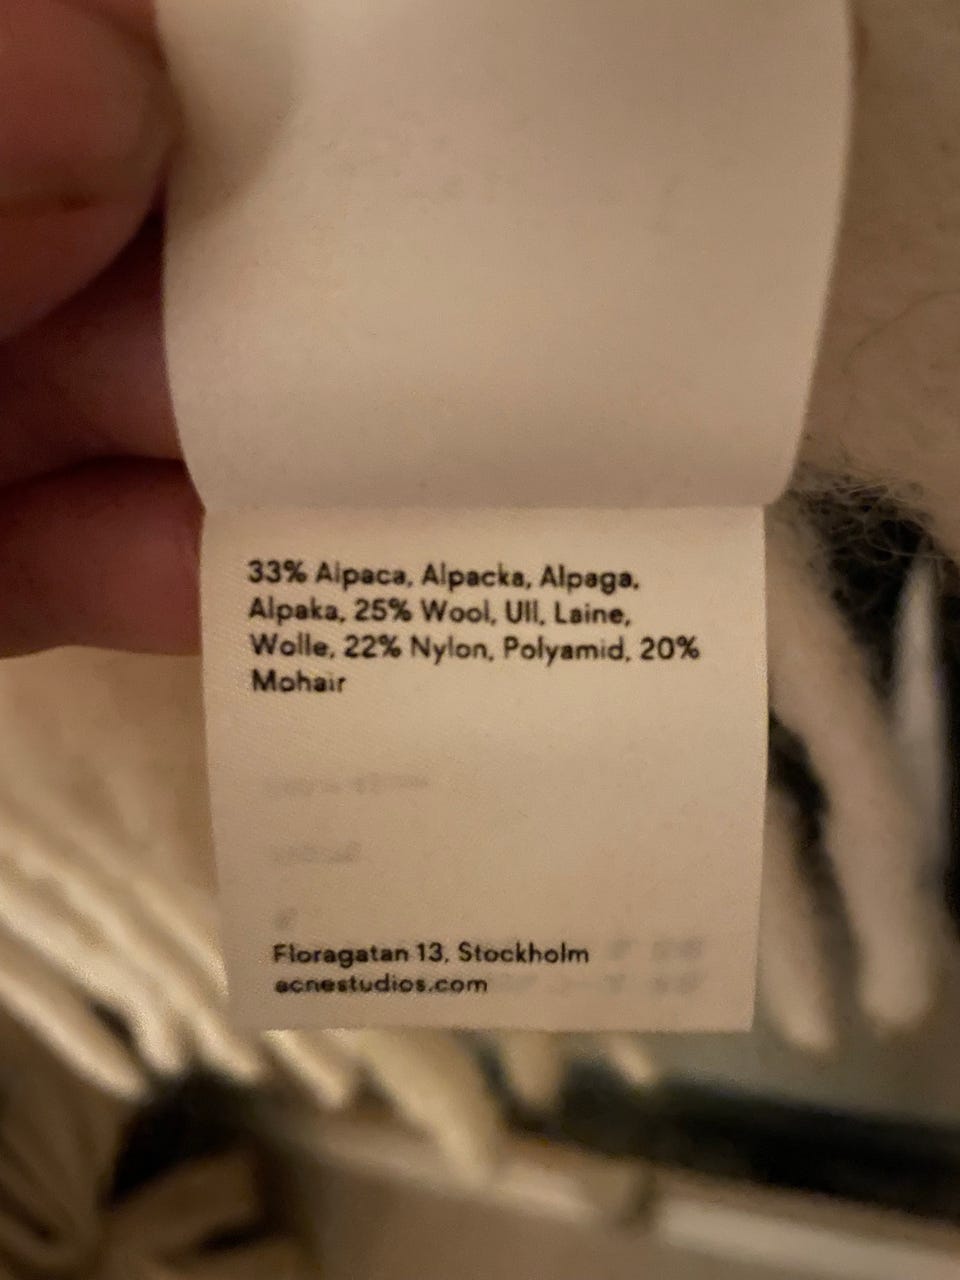 33% Alpaca, Alpacka, Alpaga,
Alpaka, 25% Wool, Ull, Laine,
Wolle, 22% Nylon, Polyamid, 20%
Mohair
Floragatan 13, Stockholm
acnestudios.com